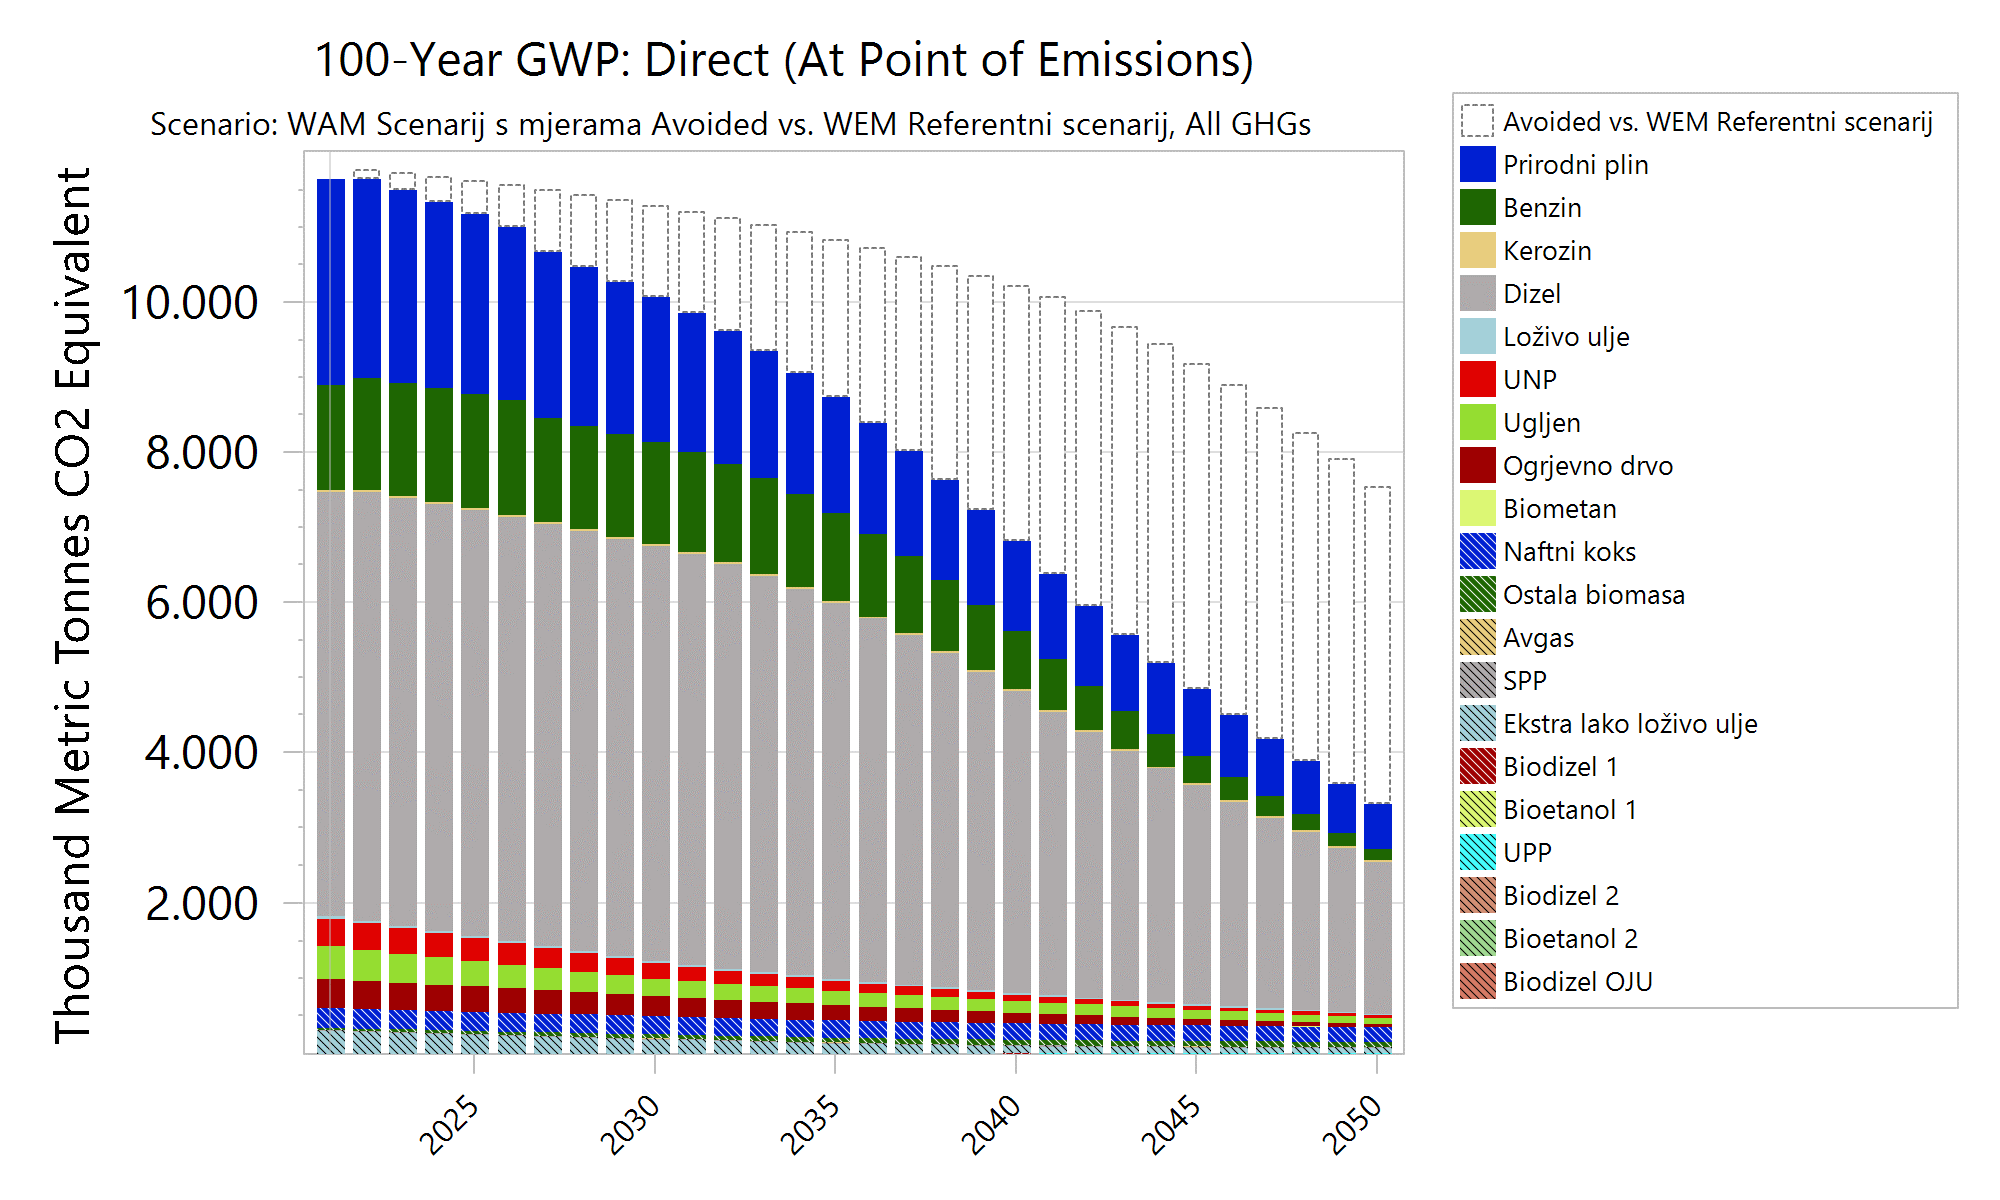 100-Year GWP: Direct (At Point of Emissions)
Scenario: WAM Scenarij s mjerama Avoided vs. WEM Referentni scenarij, All GHGs
Thousand Metric Tonnes CO2 Equivalent
10.000
8.000
6.000
4.000
2.000
2025
2030
2035
2040
2045
2050
Avoided vs. WEM Referentni scenarij
Prirodni plin
Benzin
Kerozin
Dizel
Loživo ulje
UNP
Ugljen
Ogrjevno drvo
Biometan
Naftni koks
Ostala biomasa
Avgas
SPP
Ekstra lako loživo ulje
Biodizel 1
Bioetanol 1
UPP
Biodizel 2
Bioetanol 2
Biodizel OJU